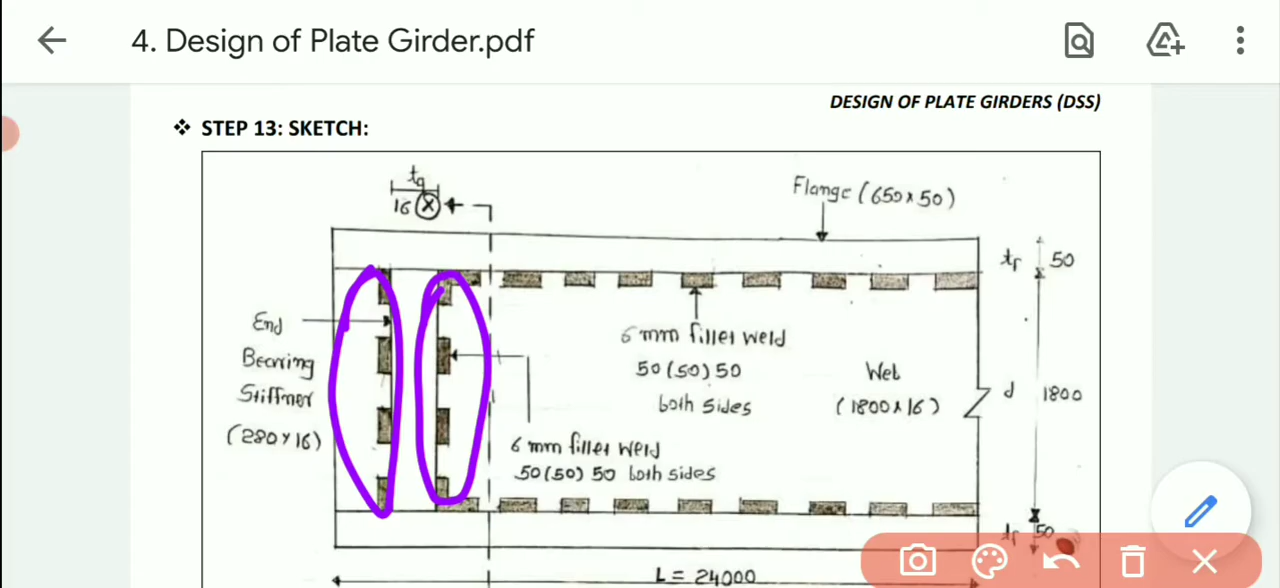 4. Design of Plate Girder.pdf
DESIGN OF PLATE GIRDERS (DSS)
❖ STEP 13: SKETCH:
tq
16 X
Flange (650 x 50)
tf 50
End
Bearing
Stiffner
(280 x 16)
6 mm fillet weld
50 (50) 50
both sides
Web
(1800 x 16)
d 1800
6 mm fillet weld
50 (50) 50 both sides
tf 50
L = 24000